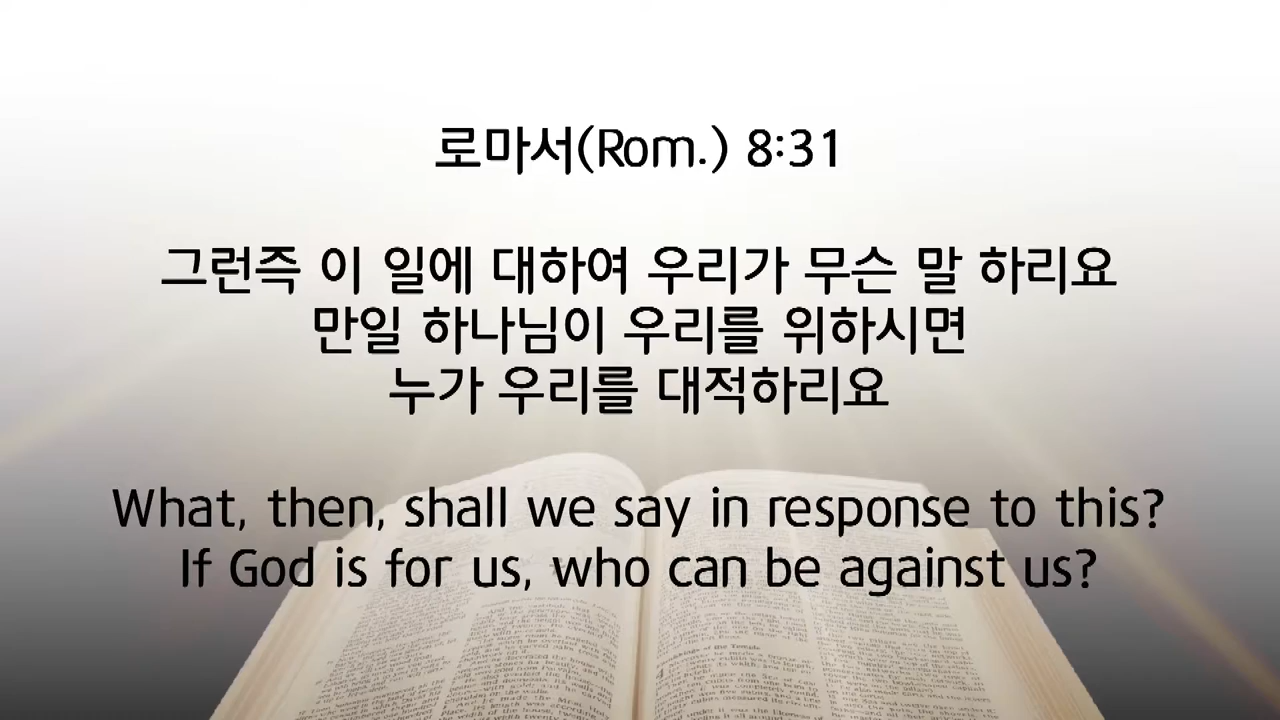 로마서(Rom.) 8:31
그런즉 이 일에 대하여 우리가 무슨 말 하리요
만일 하나님이 우리를 위하시면
누가 우리를 대적하리요
What, then, shall we say in response to this?
If God is for us, who can be against us?